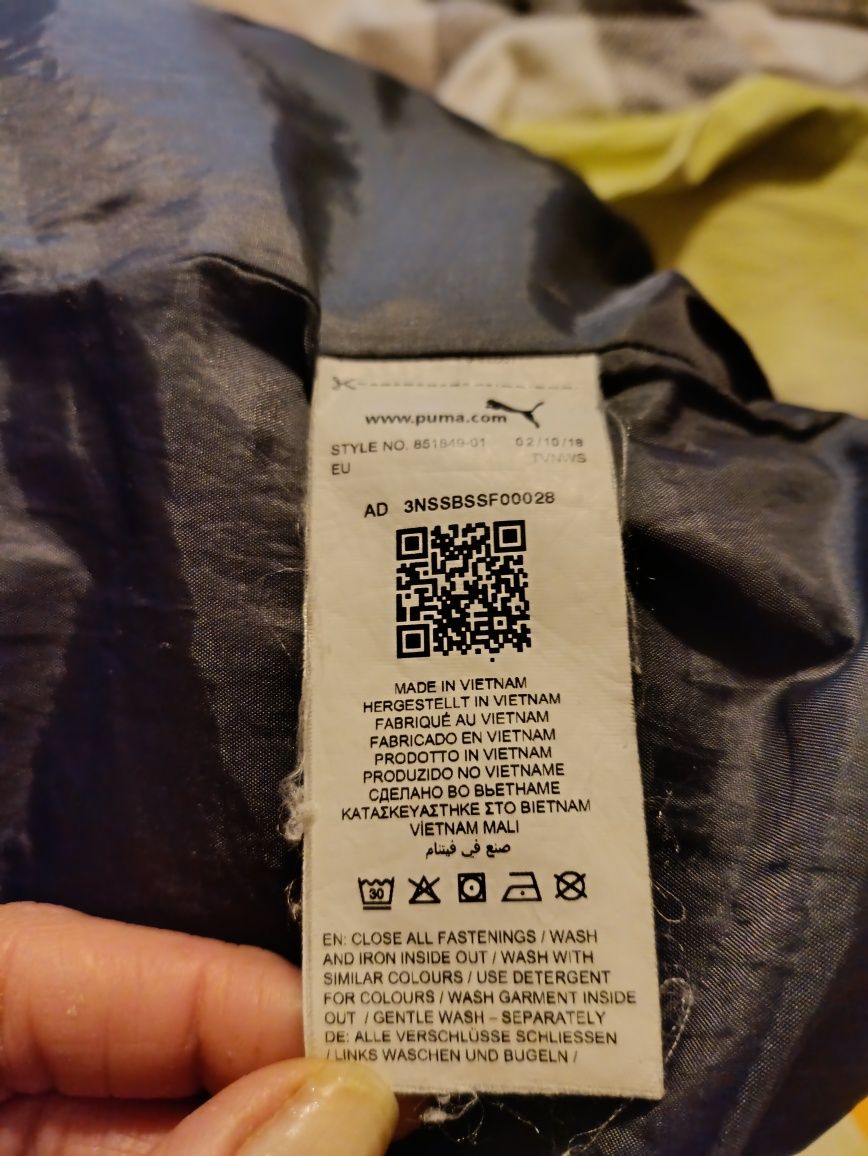 www.puma.com
STYLE NO. 851849-01 02/10/18
EU TVNWS
AD 3NSSBSSF00028
MADE IN VIETNAM
HERGESTELLT IN VIETNAM
FABRIQUÉ AU VIETNAM
FABRICADO EN VIETNAM
PRODOTTO IN VIETNAM
PRODUZIDO NO VIETNAME
СДЕЛАНО ВО ВЬЕТНАМЕ
ΚΑΤΑΣΚΕΥΑΣΤΗΚΕ ΣΤΟ ΒΙΕΤΝΑΜ
VİETNAM MALI
صنع في فيتنام
30
EN: CLOSE ALL FASTENINGS / WASH
AND IRON INSIDE OUT / WASH WITH
SIMILAR COLOURS / USE DETERGENT
FOR COLOURS / WASH GARMENT INSIDE
OUT / GENTLE WASH – SEPARATELY
DE: ALLE VERSCHLÜSSE SCHLIESSEN
/ LINKS WASCHEN UND BUGELN /